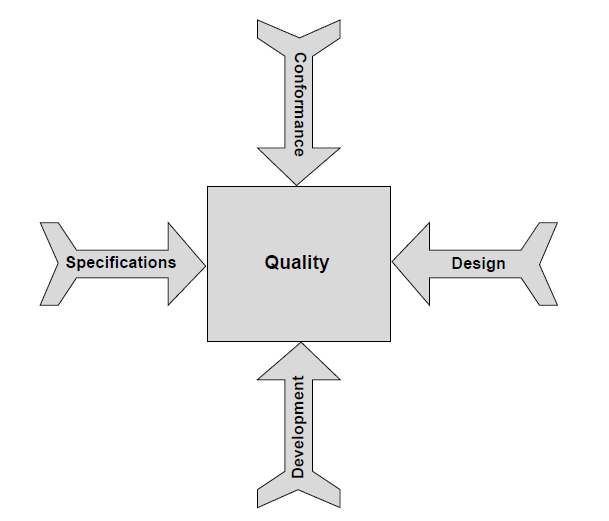 Conformance
Specifications
Quality
Design
Development